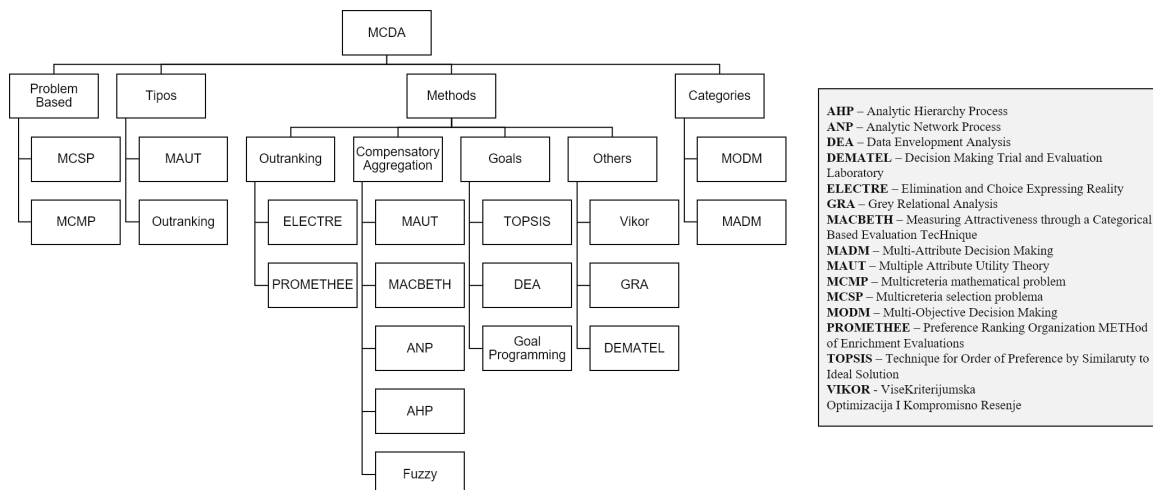 MCDA
Problem
Based
Tipos
Methods
Categories
MCSP
MAUT
Outranking
Compensatory
Aggregation
Goals
Others
MODM
MCMP
Outranking
ELECTRE
MAUT
TOPSIS
Vikor
MADM
PROMETHEE
MACBETH
DEA
GRA
ANP
Goal
Programming
DEMATEL
AHP
Fuzzy
AHP – Analytic Hierarchy Process
ANP – Analytic Network Process
DEA – Data Envelopment Analysis
DEMATEL – Decision Making Trial and Evaluation
Laboratory
ELECTRE – Elimination and Choice Expressing Reality
GRA – Grey Relational Analysis
MACBETH – Measuring Attractiveness through a Categorical
Based Evaluation TecHnique
MADM – Multi-Attribute Decision Making
MAUT – Multiple Attribute Utility Theory
MCMP – Multicreteria mathematical problem
MCSP – Multicreteria selection problema
MODM – Multi-Objective Decision Making
PROMETHEE – Preference Ranking Organization METHod
of Enrichment Evaluations
TOPSIS – Technique for Order of Preference by Similaruty to
Ideal Solution
VIKOR - ViseKriterijumska
Optimizacija I Kompromisno Resenje